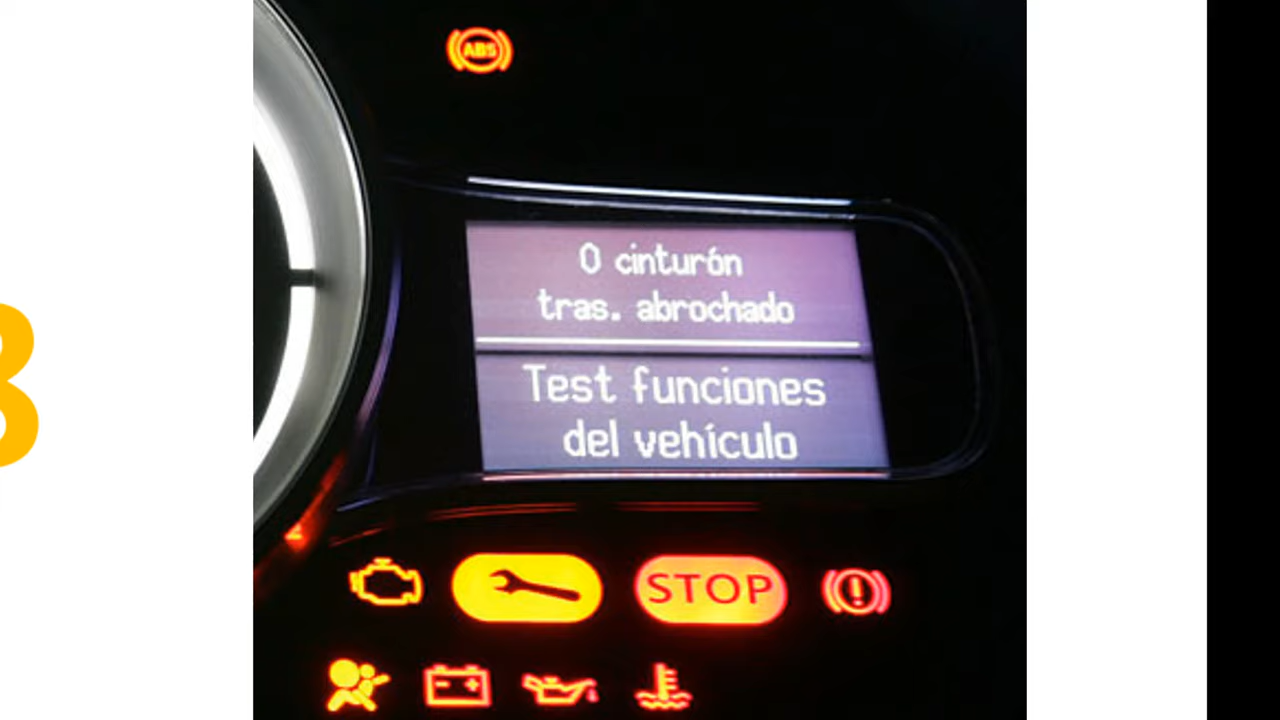 ABS
0 cinturón
tras. abrochado
Test funciones
del vehículo
STOP